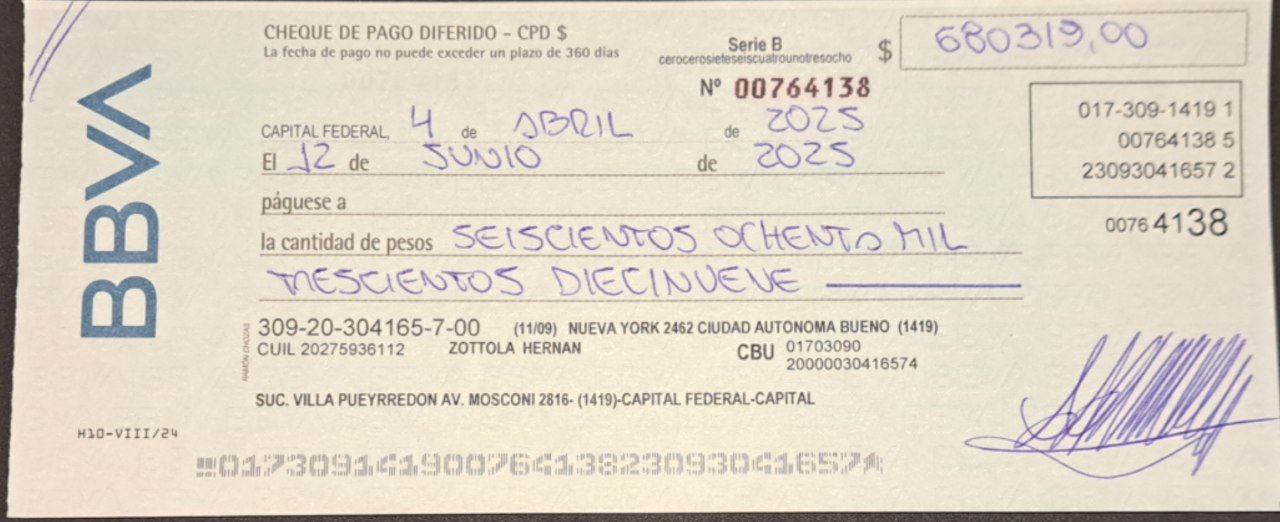 CHEQUE DE PAGO DIFERIDO - CPD $
La fecha de pago no puede exceder un plazo de 360 días
Serie B
cerocerosieteseiscuatrounotresocho
Nº 00764138
$ 680319,00
BBVA
CAPITAL FEDERAL, 4 de ABRIL de 2025
El 12 de JUNIO de 2025
páguese a
la cantidad de pesos SEISCIENTOS OCHENTA MIL
TRESCIENTOS DIECINUEVE
017-309-1419 1
00764138 5
23093041657 2
0076 4138
309-20-304165-7-00 (11/09) NUEVA YORK 2462 CIUDAD AUTONOMA BUENO (1419)
CUIL 20275936112 ZOTTOLA HERNAN CBU 01703090
20000030416574
RAMÓN CHOZAS
SUC. VILLA PUEYRREDON AV. MOSCONI 2816- (1419)-CAPITAL FEDERAL-CAPITAL
H10-VIII/24
01730914190076413823093041657